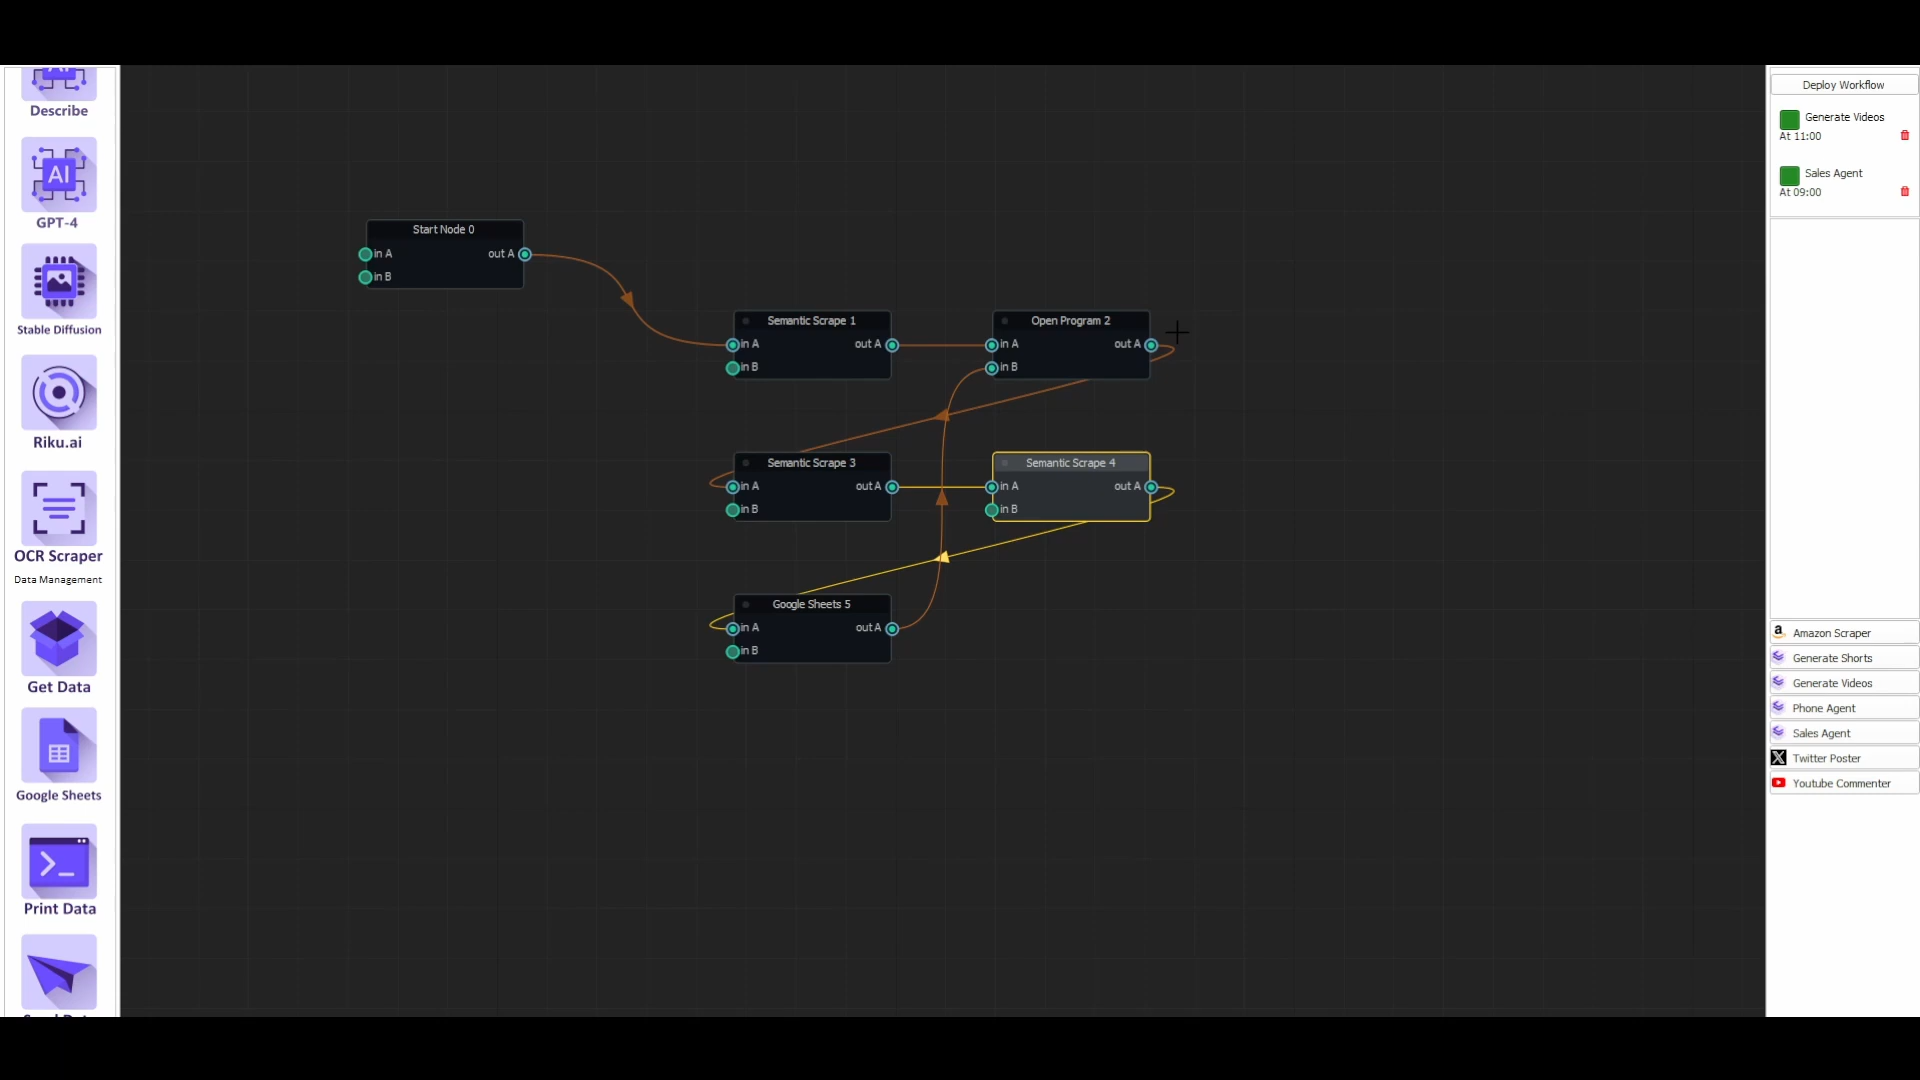 Describe
AI
GPT-4
Stable Diffusion
Riku.ai
OCR Scraper
Data Management
Get Data
Google Sheets
Print Data
Start Node 0
in A
out A
in B
Semantic Scrape 1
in A
out A
in B
Open Program 2
in A
out A
in B
Semantic Scrape 3
in A
out A
in B
Semantic Scrape 4
in A
out A
in B
Google Sheets 5
in A
out A
in B
Deploy Workflow
Generate Videos
At 11:00
Sales Agent
At 09:00
Amazon Scraper
Generate Shorts
Generate Videos
Phone Agent
Sales Agent
Twitter Poster
Youtube Commenter